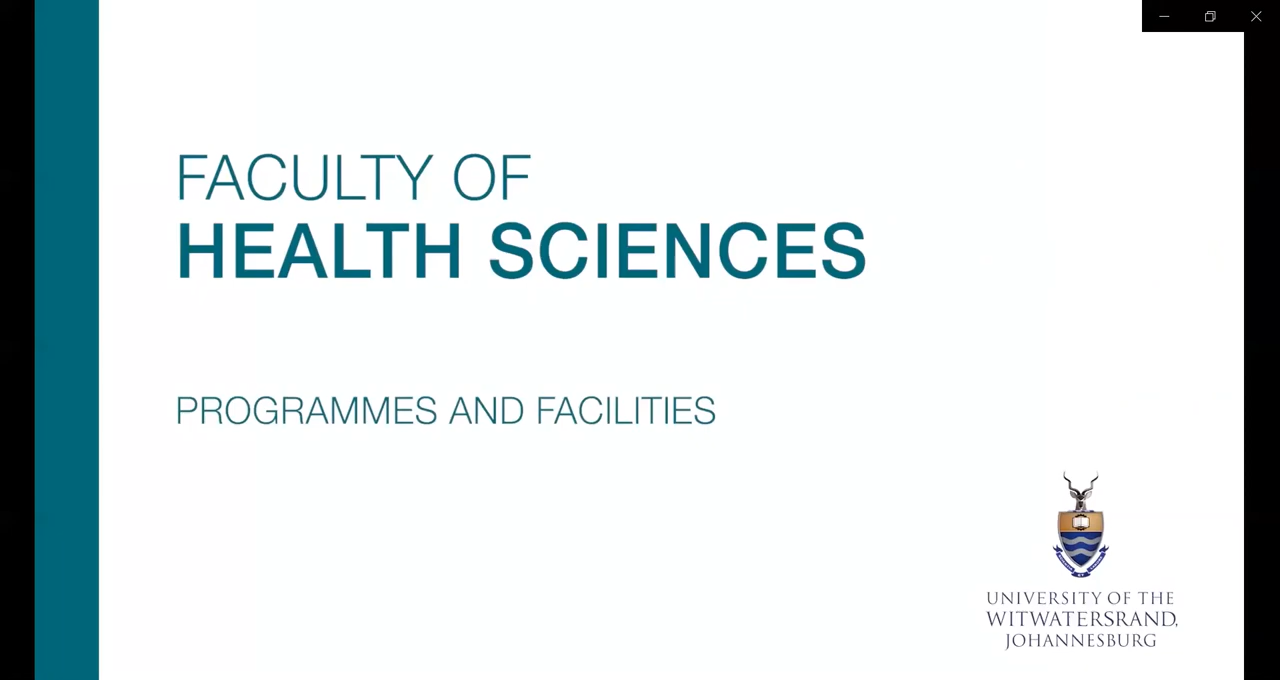 FACULTY OF
HEALTH SCIENCES
PROGRAMMES AND FACILITIES
UNIVERSITY OF THE
WITWATERSRAND,
JOHANNESBURG